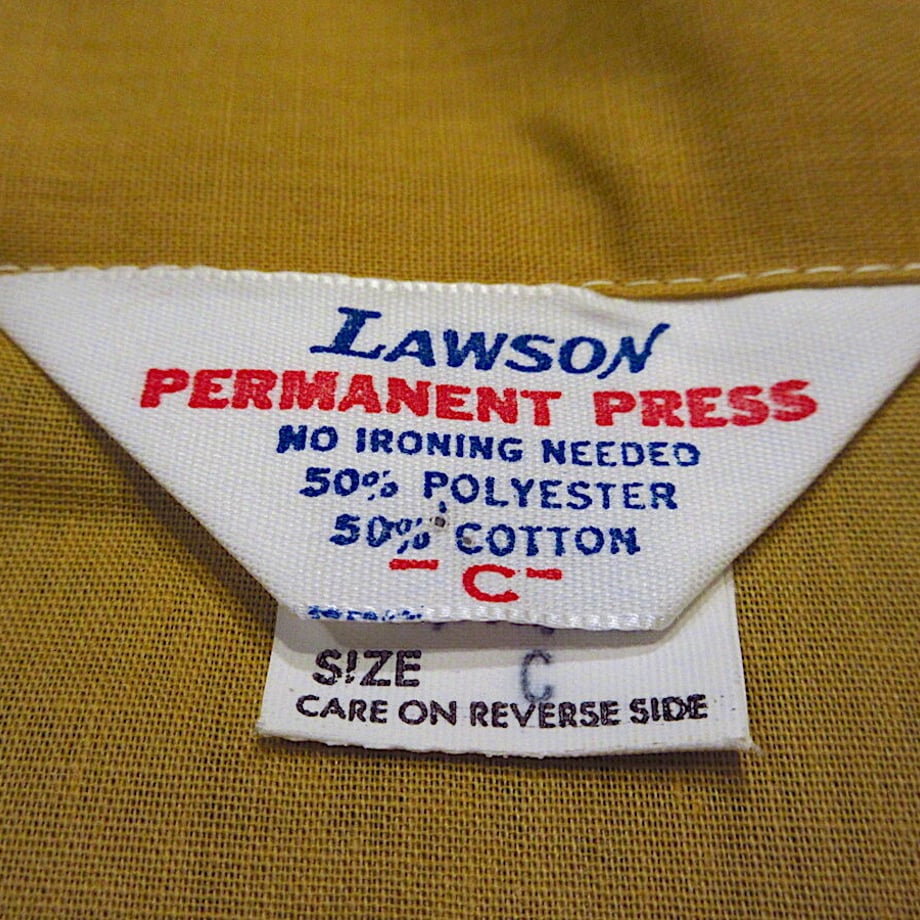 LAWSON
PERMANENT PRESS
NO IRONING NEEDED
50% POLYESTER
50% COTTON
- C -
SIZE C
CARE ON REVERSE SIDE